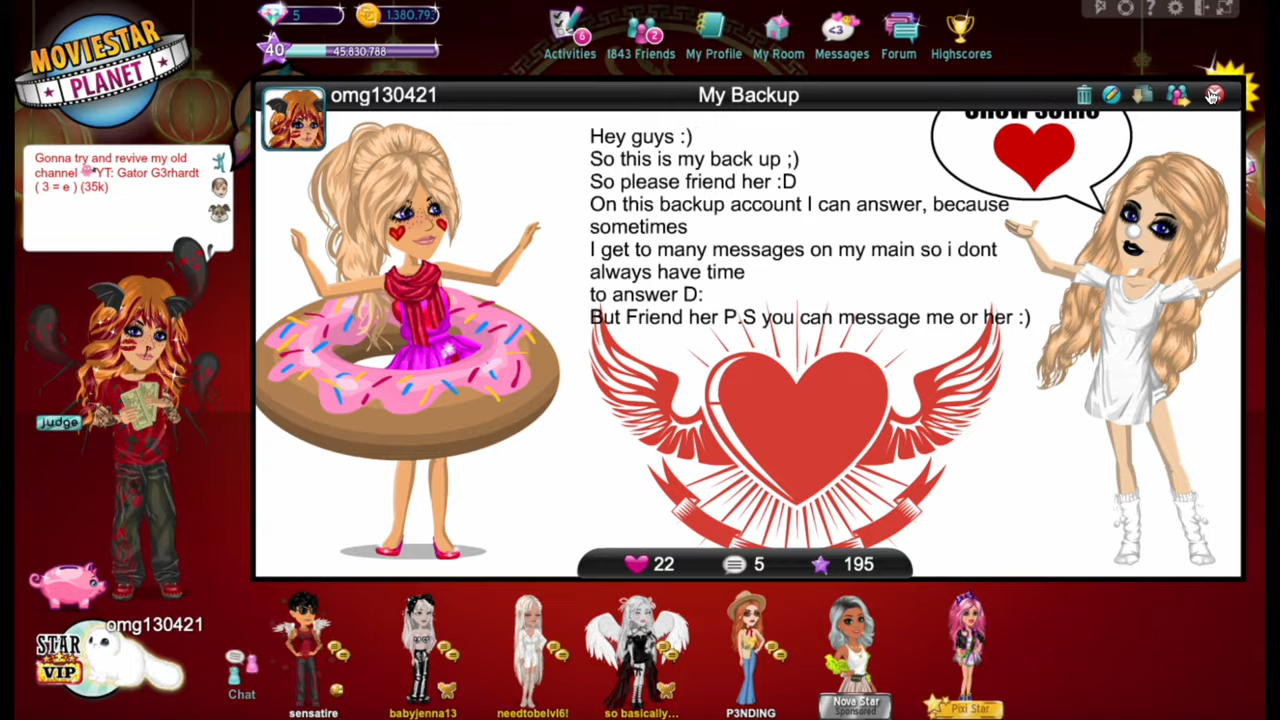 MOVIESTAR
PLANET
5
1.380.793
40
45,830,788
6
2
<3
Activities
1843 Friends
My Profile
My Room
Messages
Forum
Highscores
omg130421
My Backup
Gonna try and revive my old
channel YT: Gator G3rhardt
( 3 = e ) (35k)
Hey guys :)
So this is my back up ;)
So please friend her :D
On this backup account I can answer, because
sometimes
I get to many messages on my main so i dont
always have time
to answer D:
But Friend her P.S you can message me or her :)
judge
22
5
195
omg130421
STAR
VIP
Chat
sensatire
babyjenna13
needtobelvl6!
so basically...
P3NDING
Nova Star
Sponsored
Pixi Star